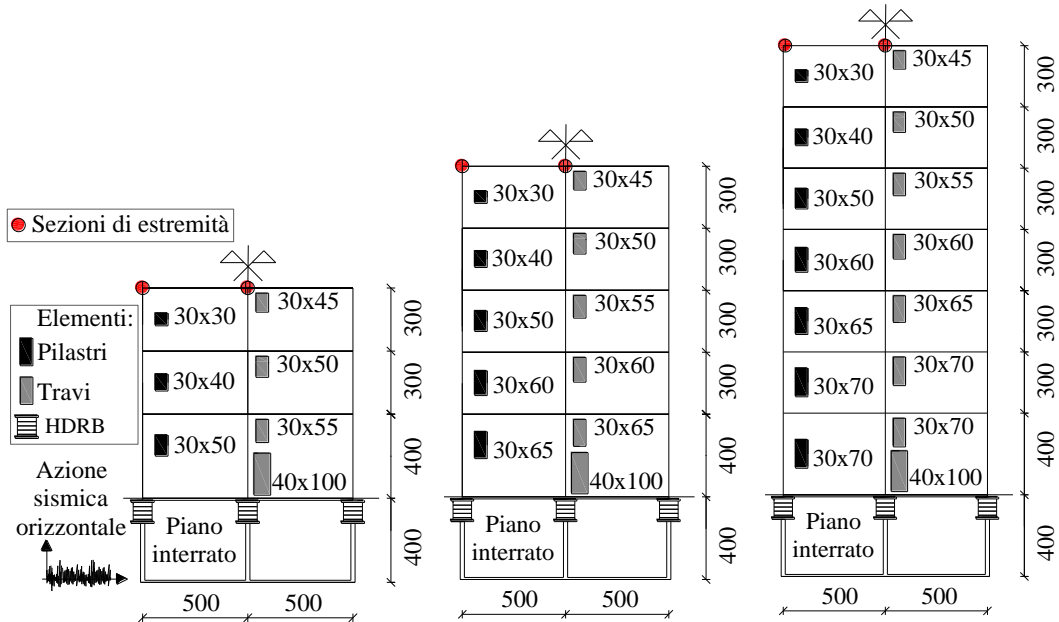 Sezioni di estremità
Elementi:
Pilastri
Travi
HDRB
Azione
sismica
orizzontale
30x30
30x45
30x40
30x50
30x50
30x55
40x100
Piano
interrato
300
300
400
400
500
500
30x30
30x45
30x40
30x50
30x50
30x55
30x60
30x60
30x65
30x65
40x100
Piano
interrato
300
300
300
300
400
400
500
500
30x30
30x45
30x40
30x50
30x50
30x55
30x60
30x60
30x65
30x65
30x70
30x70
30x70
30x70
40x100
Piano
interrato
300
300
300
300
300
300
400
400
500
500